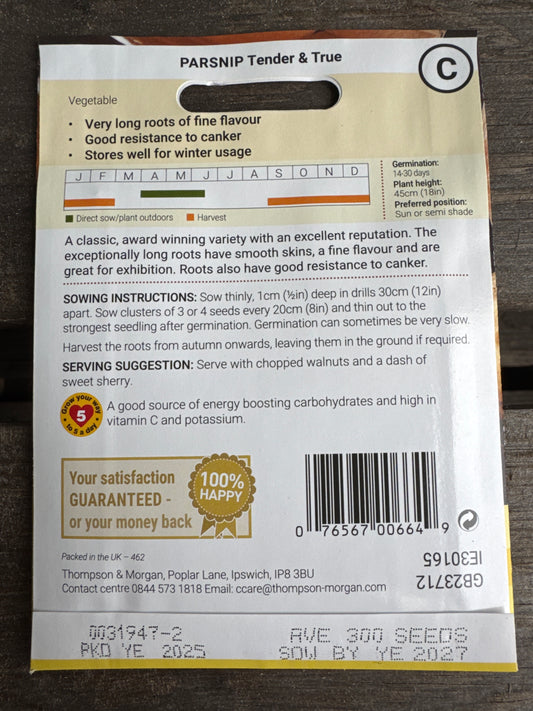 PARSNIP Tender & True
C
Vegetable
• Very long roots of fine flavour
• Good resistance to canker
• Stores well for winter usage
J F M A M J J A S O N D
Direct sow/plant outdoors Harvest
Germination:
14-30 days
Plant height:
45cm (18in)
Preferred position:
Sun or semi shade
A classic, award winning variety with an excellent reputation. The
exceptionally long roots have smooth skins, a fine flavour and are
great for exhibition. Roots also have good resistance to canker.
SOWING INSTRUCTIONS: Sow thinly, 1cm (½in) deep in drills 30cm (12in)
apart. Sow clusters of 3 or 4 seeds every 20cm (8in) and thin out to the
strongest seedling after germination. Germination can sometimes be very slow.
Harvest the roots from autumn onwards, leaving them in the ground if required.
SERVING SUGGESTION: Serve with chopped walnuts and a dash of
sweet sherry.
Grow your way
5
to 5 a day
A good source of energy boosting carbohydrates and high in
vitamin C and potassium.
Your satisfaction
GUARANTEED -
or your money back
100%
HAPPY
0 76567 00664 9
Packed in the UK – 462
Thompson & Morgan, Poplar Lane, Ipswich, IP8 3BU
Contact centre 0844 573 1818 Email: ccare@thompson-morgan.com
GB23712
IE30165
0031947-2
PKD YE 2025
AVE 300 SEEDS
SOW BY YE 2027